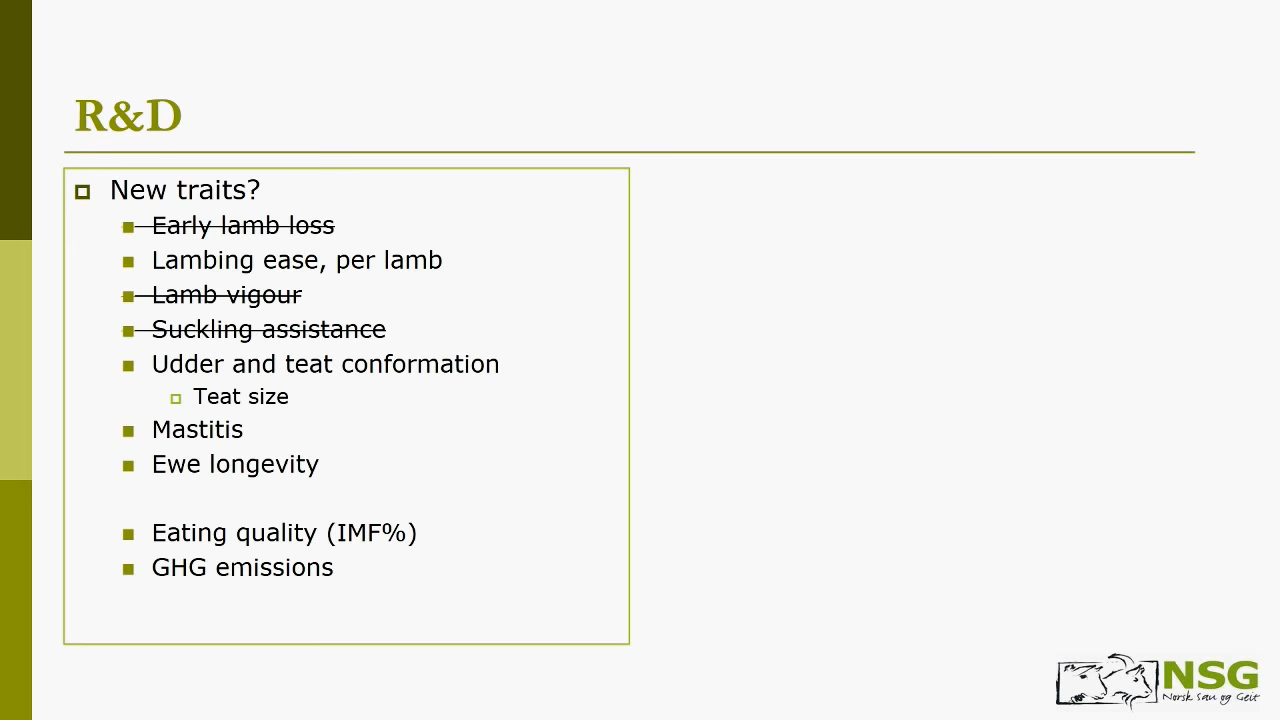 R&D
New traits?
Early lamb loss
Lambing ease, per lamb
Lamb vigour
Suckling assistance
Udder and teat conformation
Teat size
Mastitis
Ewe longevity
Eating quality (IMF%)
GHG emissions
NSG
Norsk Sau og Geit